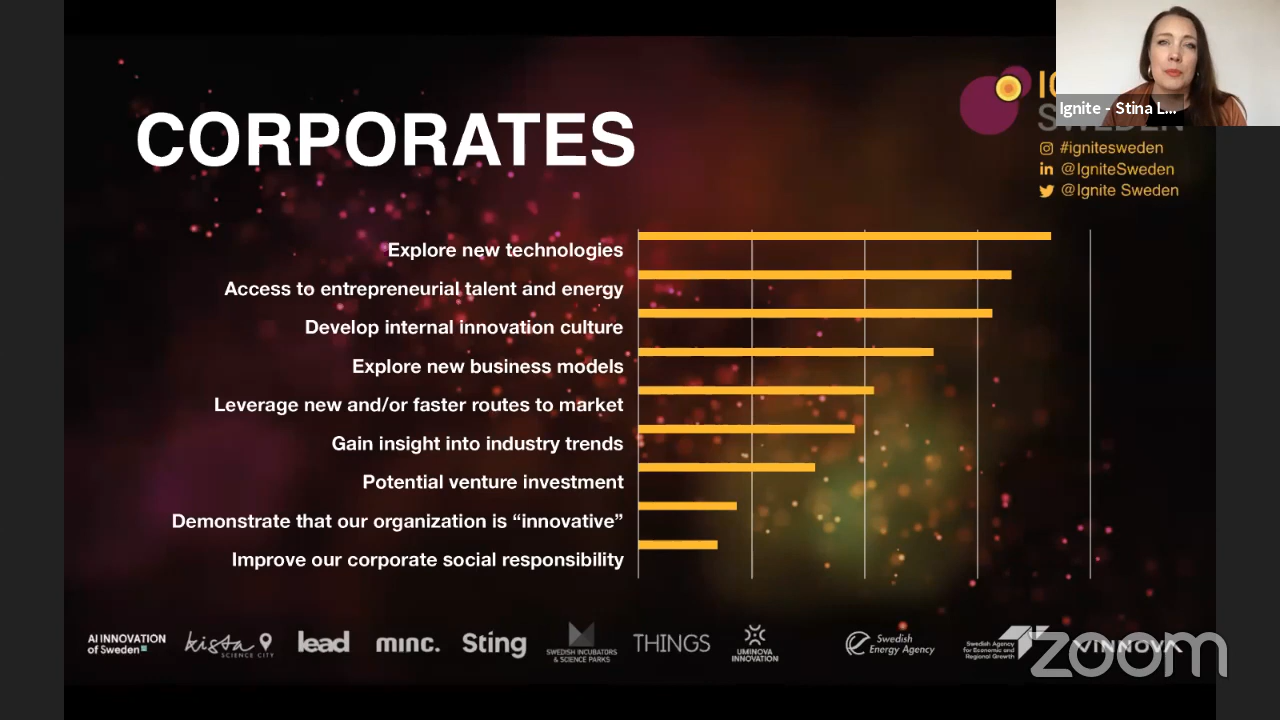 CORPORATES
Ignite - Stina L...
SWEDEN
#ignitesweden
@IgniteSweden
@Ignite Sweden
Explore new technologies
Access to entrepreneurial talent and energy
Develop internal innovation culture
Explore new business models
Leverage new and/or faster routes to market
Gain insight into industry trends
Potential venture investment
Demonstrate that our organization is “innovative”
Improve our corporate social responsibility
AI INNOVATION
of Sweden
kista
SCIENCE CITY
lead
minc.
Sting
SWEDISH INCUBATORS
& SCIENCE PARKS
THINGS
UMINOVA
INNOVATION
Swedish
Energy Agency
Swedish Agency
for Economic and
Regional Growth
VINNOVA
zoom